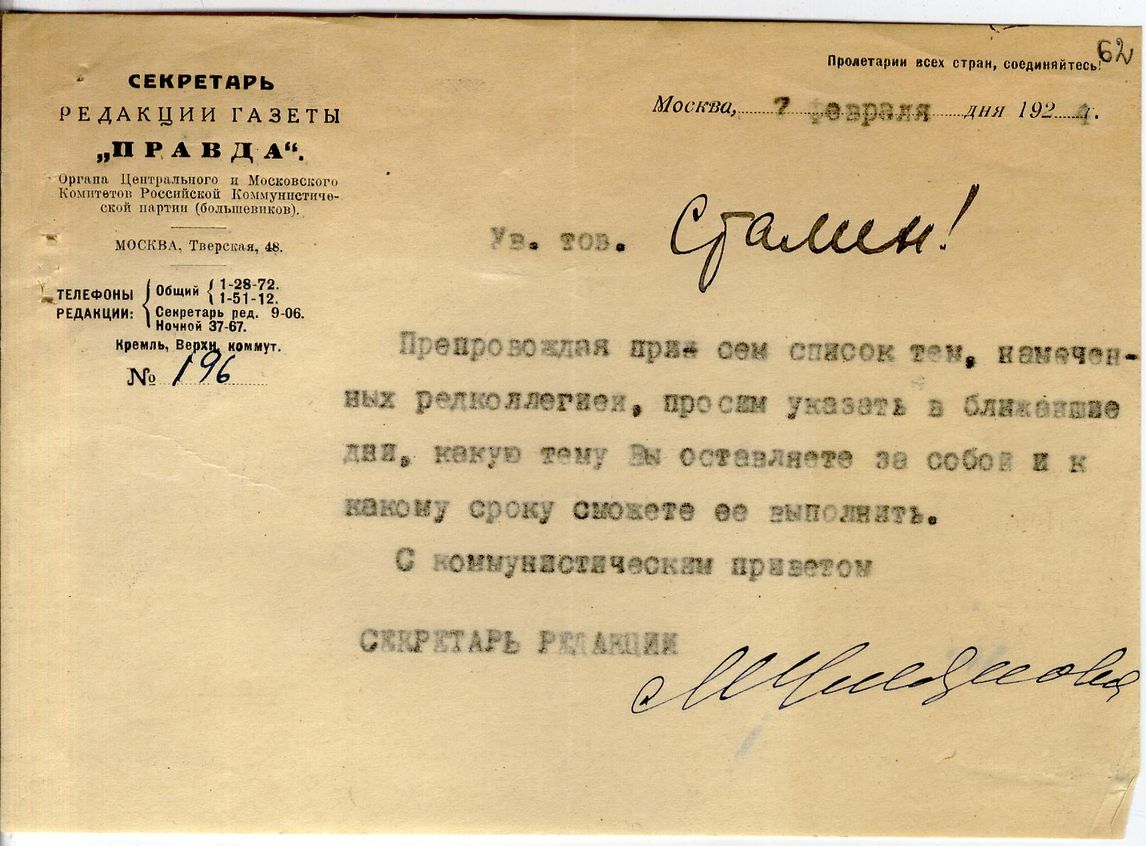 62
Пролетарии всех стран, соединяйтесь!
СЕКРЕТАРЬ
РЕДАКЦИИ ГАЗЕТЫ
„ПРАВДА“.
Органа Центрального и Московского
Комитетов Российской Коммунистиче-
ской партии (большевиков).
МОСКВА, Тверская, 48.
ТЕЛЕФОНЫ РЕДАКЦИИ:
Общий 1-28-72.
1-51-12.
Секретарь ред. 9-06.
Ночной 37-67.
Кремль, Верхн. коммут.
№ 196
Москва, 7 февраля дня 1924 г.
Ув. тов. Сталин!
Препровождая при сем список тем, намечен-
ных редколлегией, просим указать в ближайшие
дни, какую тему Вы оставляете за собой и к
какому сроку сможете ее выполнить.
С коммунистическим приветом
СЕКРЕТАРЬ РЕДАКЦИИ